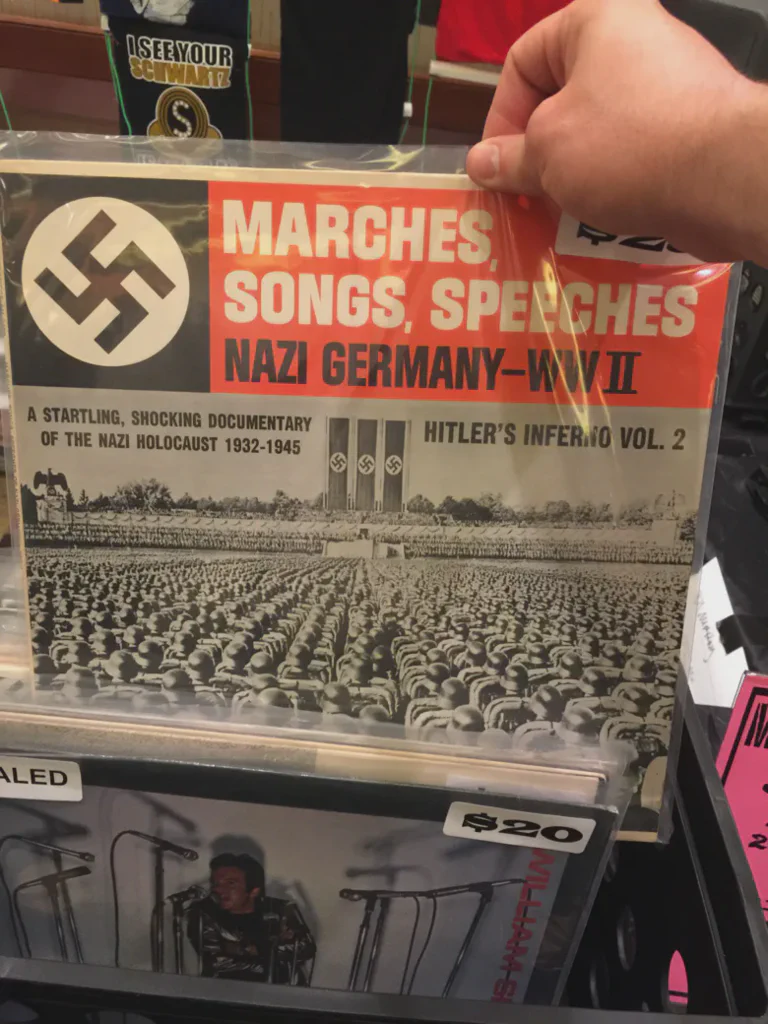 I SEE YOUR
SCHWARTZ
S
MARCHES,
SONGS, SPEECHES
NAZI GERMANY–WW II
A STARTLING, SHOCKING DOCUMENTARY
OF THE NAZI HOLOCAUST 1932-1945
HITLER'S INFERNO VOL. 2
ALED
$20